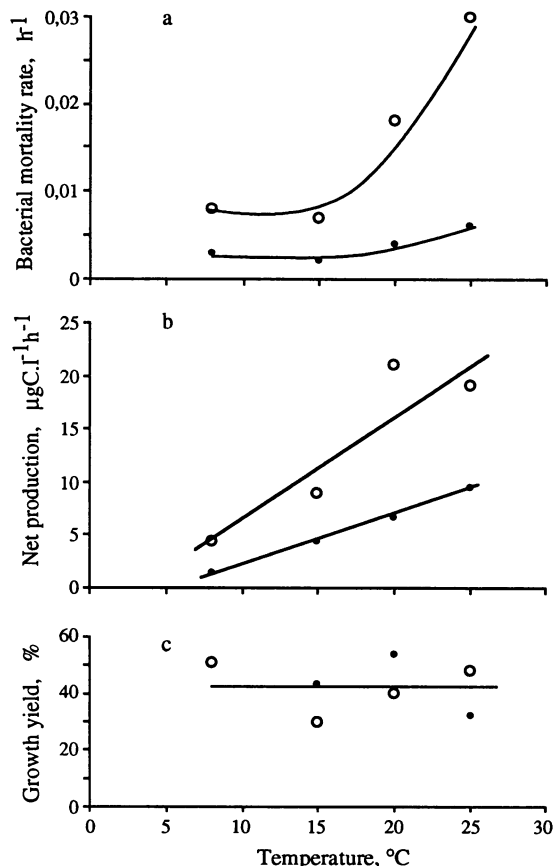 a
Bacterial mortality rate, h-1
0,03
0,02
0,01
0
b
Net production, µgC.l-1h-1
25
20
15
10
5
0
c
Growth yield, %
60
40
20
0
0 5 10 15 20 25 30
Temperature, °C